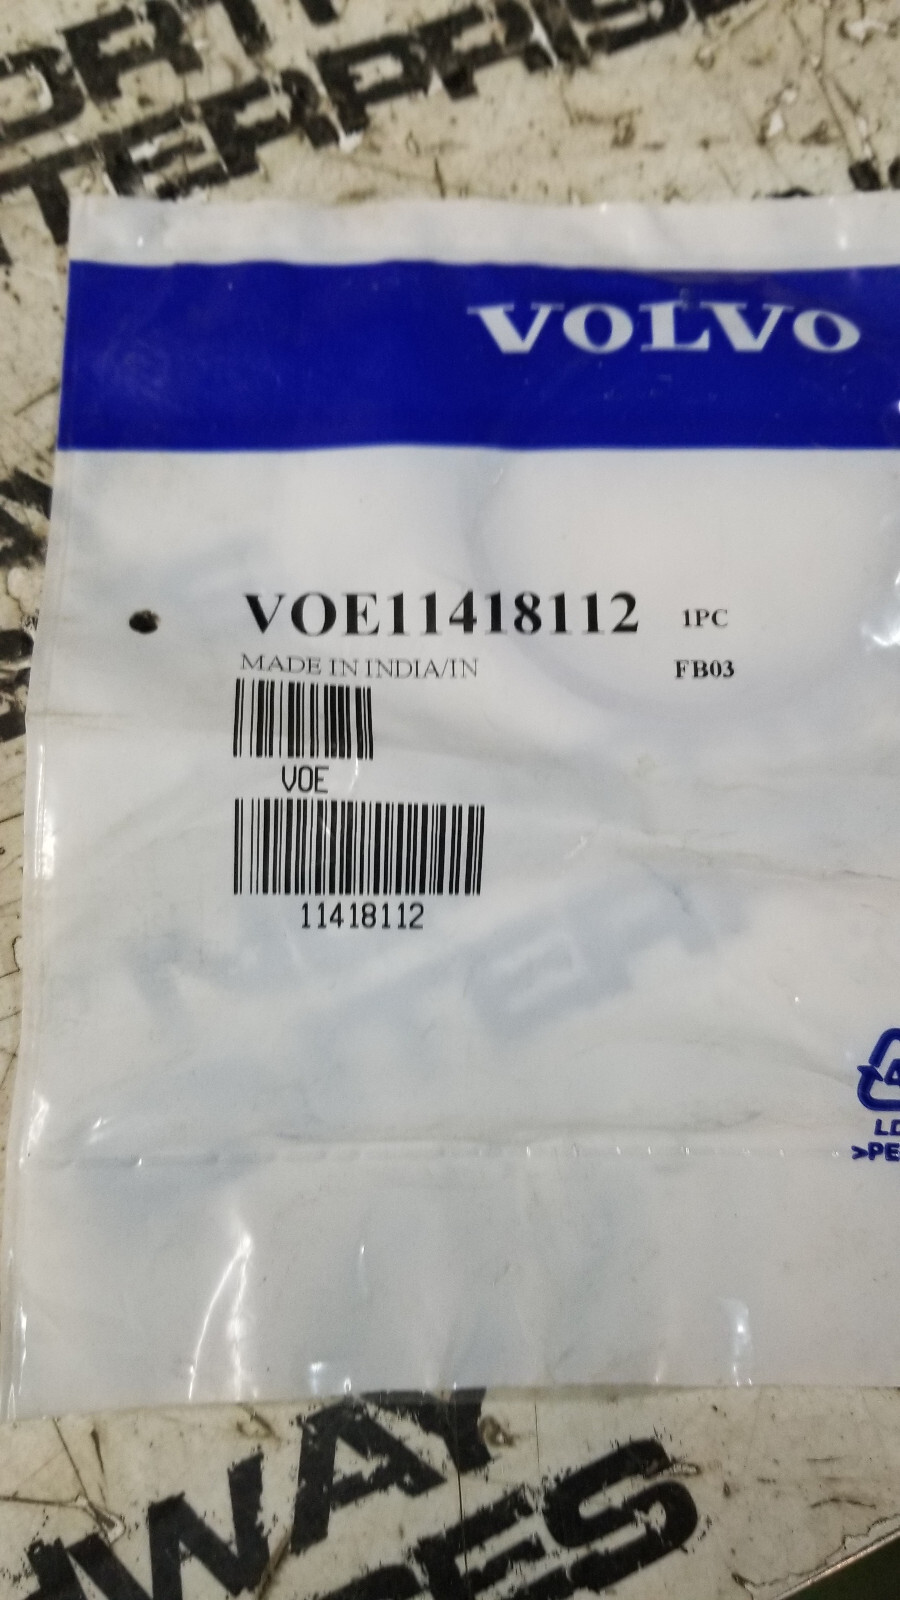 VOLVO
VOE11418112 1PC
MADE IN INDIA/IN FB03
VOE
11418112